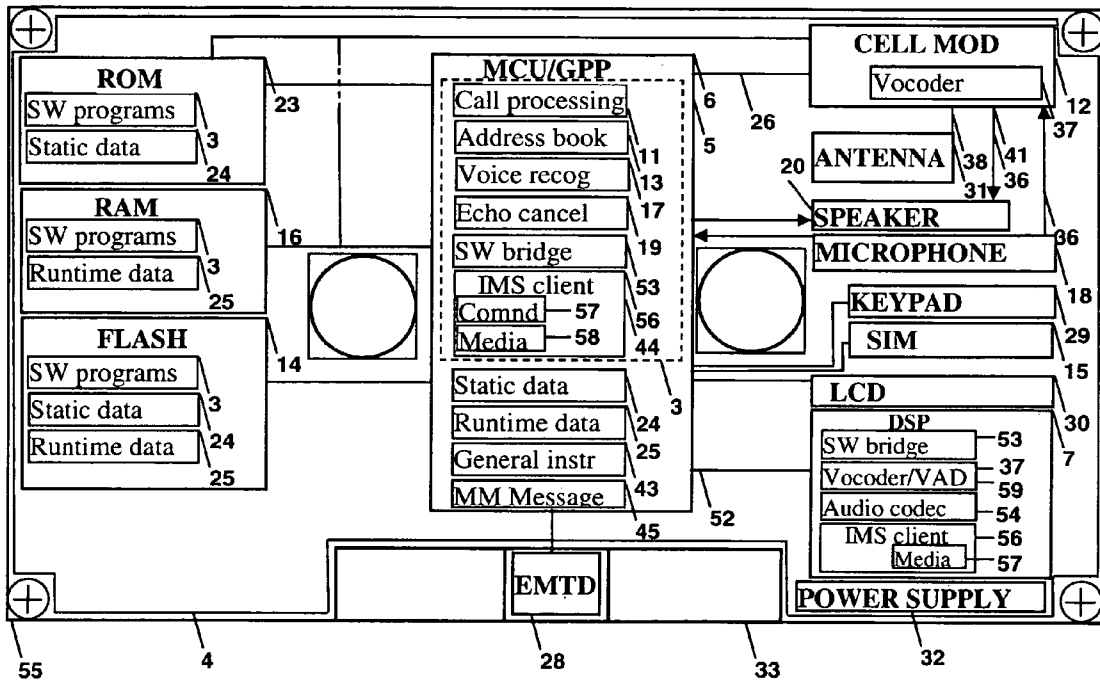 ROM
SW programs
3
Static data
24
23
RAM
SW programs
3
Runtime data
25
16
FLASH
SW programs
3
Static data
24
Runtime data
25
14
MCU/GPP
6
5
Call processing
11
Address book
13
Voice recog
17
Echo cancel
19
SW bridge
53
IMS client
56
Comnd
57
Media
58
44
3
Static data
24
Runtime data
25
General instr
43
MM Message
45
26
52
CELL MOD
12
Vocoder
37
ANTENNA
38
31
41
36
20
SPEAKER
MICROPHONE
36
18
KEYPAD
29
SIM
15
LCD
30
DSP
7
SW bridge
53
Vocoder/VAD
37
59
Audio codec
54
IMS client
56
Media
57
POWER SUPPLY
32
EMTD
28
33
4
55